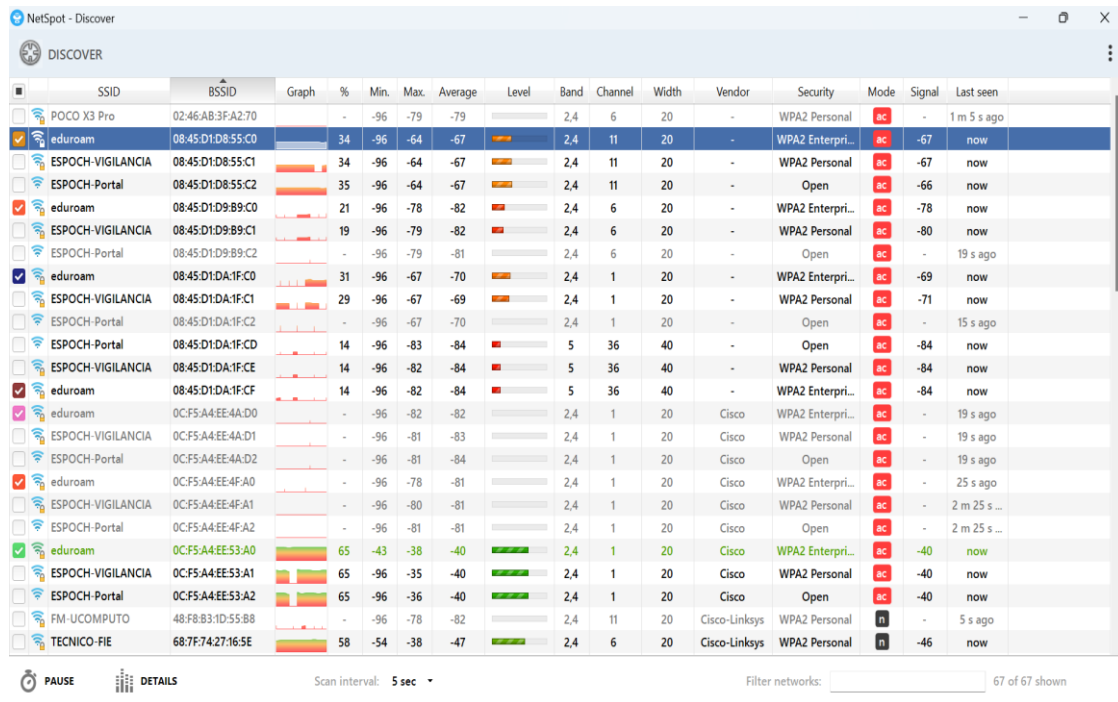 NetSpot - Discover
DISCOVER
SSID BSSID Graph % Min. Max. Average Level Band Channel Width Vendor Security Mode Signal Last seen
POCO X3 Pro 02:46:AB:3F:A2:70 - -96 -79 -79 2,4 6 20 - WPA2 Personal ac - 1 m 5 s ago
eduroam 08:45:D1:D8:55:C0 34 -96 -64 -67 2,4 11 20 - WPA2 Enterpri... ac -67 now
ESPOCH-VIGILANCIA 08:45:D1:D8:55:C1 34 -96 -64 -67 2,4 11 20 - WPA2 Personal ac -67 now
ESPOCH-Portal 08:45:D1:D8:55:C2 35 -96 -64 -67 2,4 11 20 - Open ac -66 now
eduroam 08:45:D1:D9:B9:C0 21 -96 -78 -82 2,4 6 20 - WPA2 Enterpri... ac -78 now
ESPOCH-VIGILANCIA 08:45:D1:D9:B9:C1 19 -96 -79 -82 2,4 6 20 - WPA2 Personal ac -80 now
ESPOCH-Portal 08:45:D1:D9:B9:C2 - -96 -79 -81 2,4 6 20 - Open ac - 19 s ago
eduroam 08:45:D1:DA:1F:C0 31 -96 -67 -70 2,4 1 20 - WPA2 Enterpri... ac -69 now
ESPOCH-VIGILANCIA 08:45:D1:DA:1F:C1 29 -96 -67 -69 2,4 1 20 - WPA2 Personal ac -71 now
ESPOCH-Portal 08:45:D1:DA:1F:C2 - -96 -67 -70 2,4 1 20 - Open ac - 15 s ago
ESPOCH-Portal 08:45:D1:DA:1F:CD 14 -96 -83 -84 5 36 40 - Open ac -84 now
ESPOCH-VIGILANCIA 08:45:D1:DA:1F:CE 14 -96 -82 -84 5 36 40 - WPA2 Personal ac -84 now
eduroam 08:45:D1:DA:1F:CF 14 -96 -82 -84 5 36 40 - WPA2 Enterpri... ac -84 now
eduroam 0C:F5:A4:EE:4A:D0 - -96 -82 -82 2,4 1 20 Cisco WPA2 Enterpri... ac - 19 s ago
ESPOCH-VIGILANCIA 0C:F5:A4:EE:4A:D1 - -96 -81 -83 2,4 1 20 Cisco WPA2 Personal ac - 19 s ago
ESPOCH-Portal 0C:F5:A4:EE:4A:D2 - -96 -81 -84 2,4 1 20 Cisco Open ac - 19 s ago
eduroam 0C:F5:A4:EE:4F:A0 - -96 -78 -81 2,4 1 20 Cisco WPA2 Enterpri... ac - 25 s ago
ESPOCH-VIGILANCIA 0C:F5:A4:EE:4F:A1 - -96 -80 -81 2,4 1 20 Cisco WPA2 Personal ac - 2 m 25 s ...
ESPOCH-Portal 0C:F5:A4:EE:4F:A2 - -96 -81 -81 2,4 1 20 Cisco Open ac - 2 m 25 s ...
eduroam 0C:F5:A4:EE:53:A0 65 -43 -38 -40 2,4 1 20 Cisco WPA2 Enterpri... ac -40 now
ESPOCH-VIGILANCIA 0C:F5:A4:EE:53:A1 65 -96 -35 -40 2,4 1 20 Cisco WPA2 Personal ac -40 now
ESPOCH-Portal 0C:F5:A4:EE:53:A2 65 -96 -36 -40 2,4 1 20 Cisco Open ac -40 now
FM-UCOMPUTO 48:F8:B3:1D:55:B8 - -96 -78 -82 2,4 11 20 Cisco-Linksys WPA2 Personal n - 5 s ago
TECNICO-FIE 68:7F:74:27:16:5E 58 -54 -38 -47 2,4 6 20 Cisco-Linksys WPA2 Personal n -46 now
PAUSE DETAILS Scan interval: 5 sec Filter networks: 67 of 67 shown